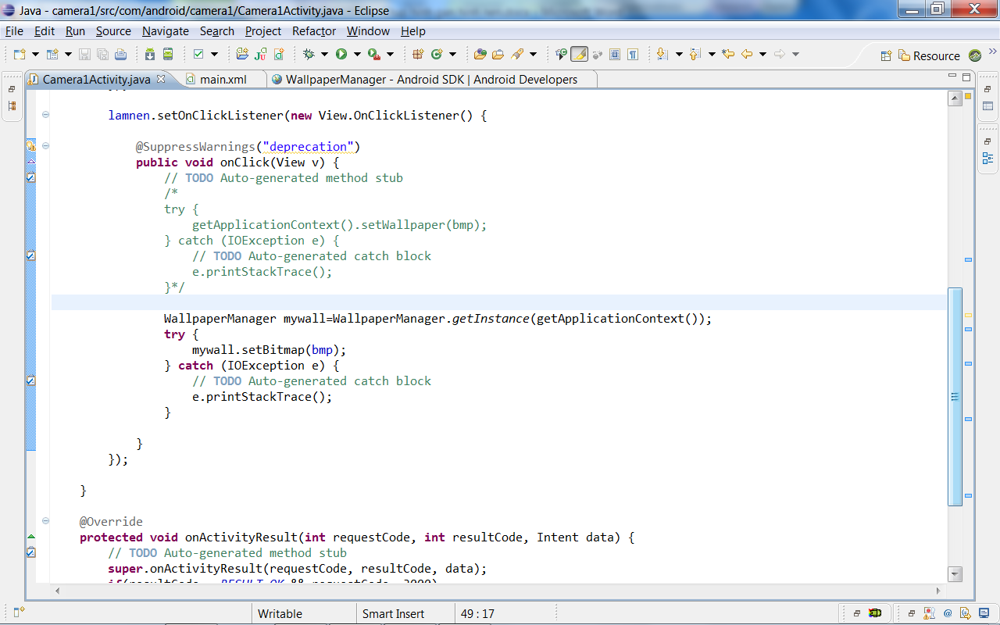 Java - camera1/src/com/android/camera1/Camera1Activity.java - Eclipse
File Edit Run Source Navigate Search Project Refactor Window Help
Resource
Camera1Activity.java main.xml WallpaperManager - Android SDK | Android Developers
lamnen.setOnClickListener(new View.OnClickListener() {
@SuppressWarnings("deprecation")
public void onClick(View v) {
// TODO Auto-generated method stub
/*
try {
getApplicationContext().setWallpaper(bmp);
} catch (IOException e) {
// TODO Auto-generated catch block
e.printStackTrace();
}*/
WallpaperManager mywall=WallpaperManager.getInstance(getApplicationContext());
try {
mywall.setBitmap(bmp);
} catch (IOException e) {
// TODO Auto-generated catch block
e.printStackTrace();
}
}
});
}
@Override
protected void onActivityResult(int requestCode, int resultCode, Intent data) {
// TODO Auto-generated method stub
super.onActivityResult(requestCode, resultCode, data);
Writable Smart Insert 49 : 17